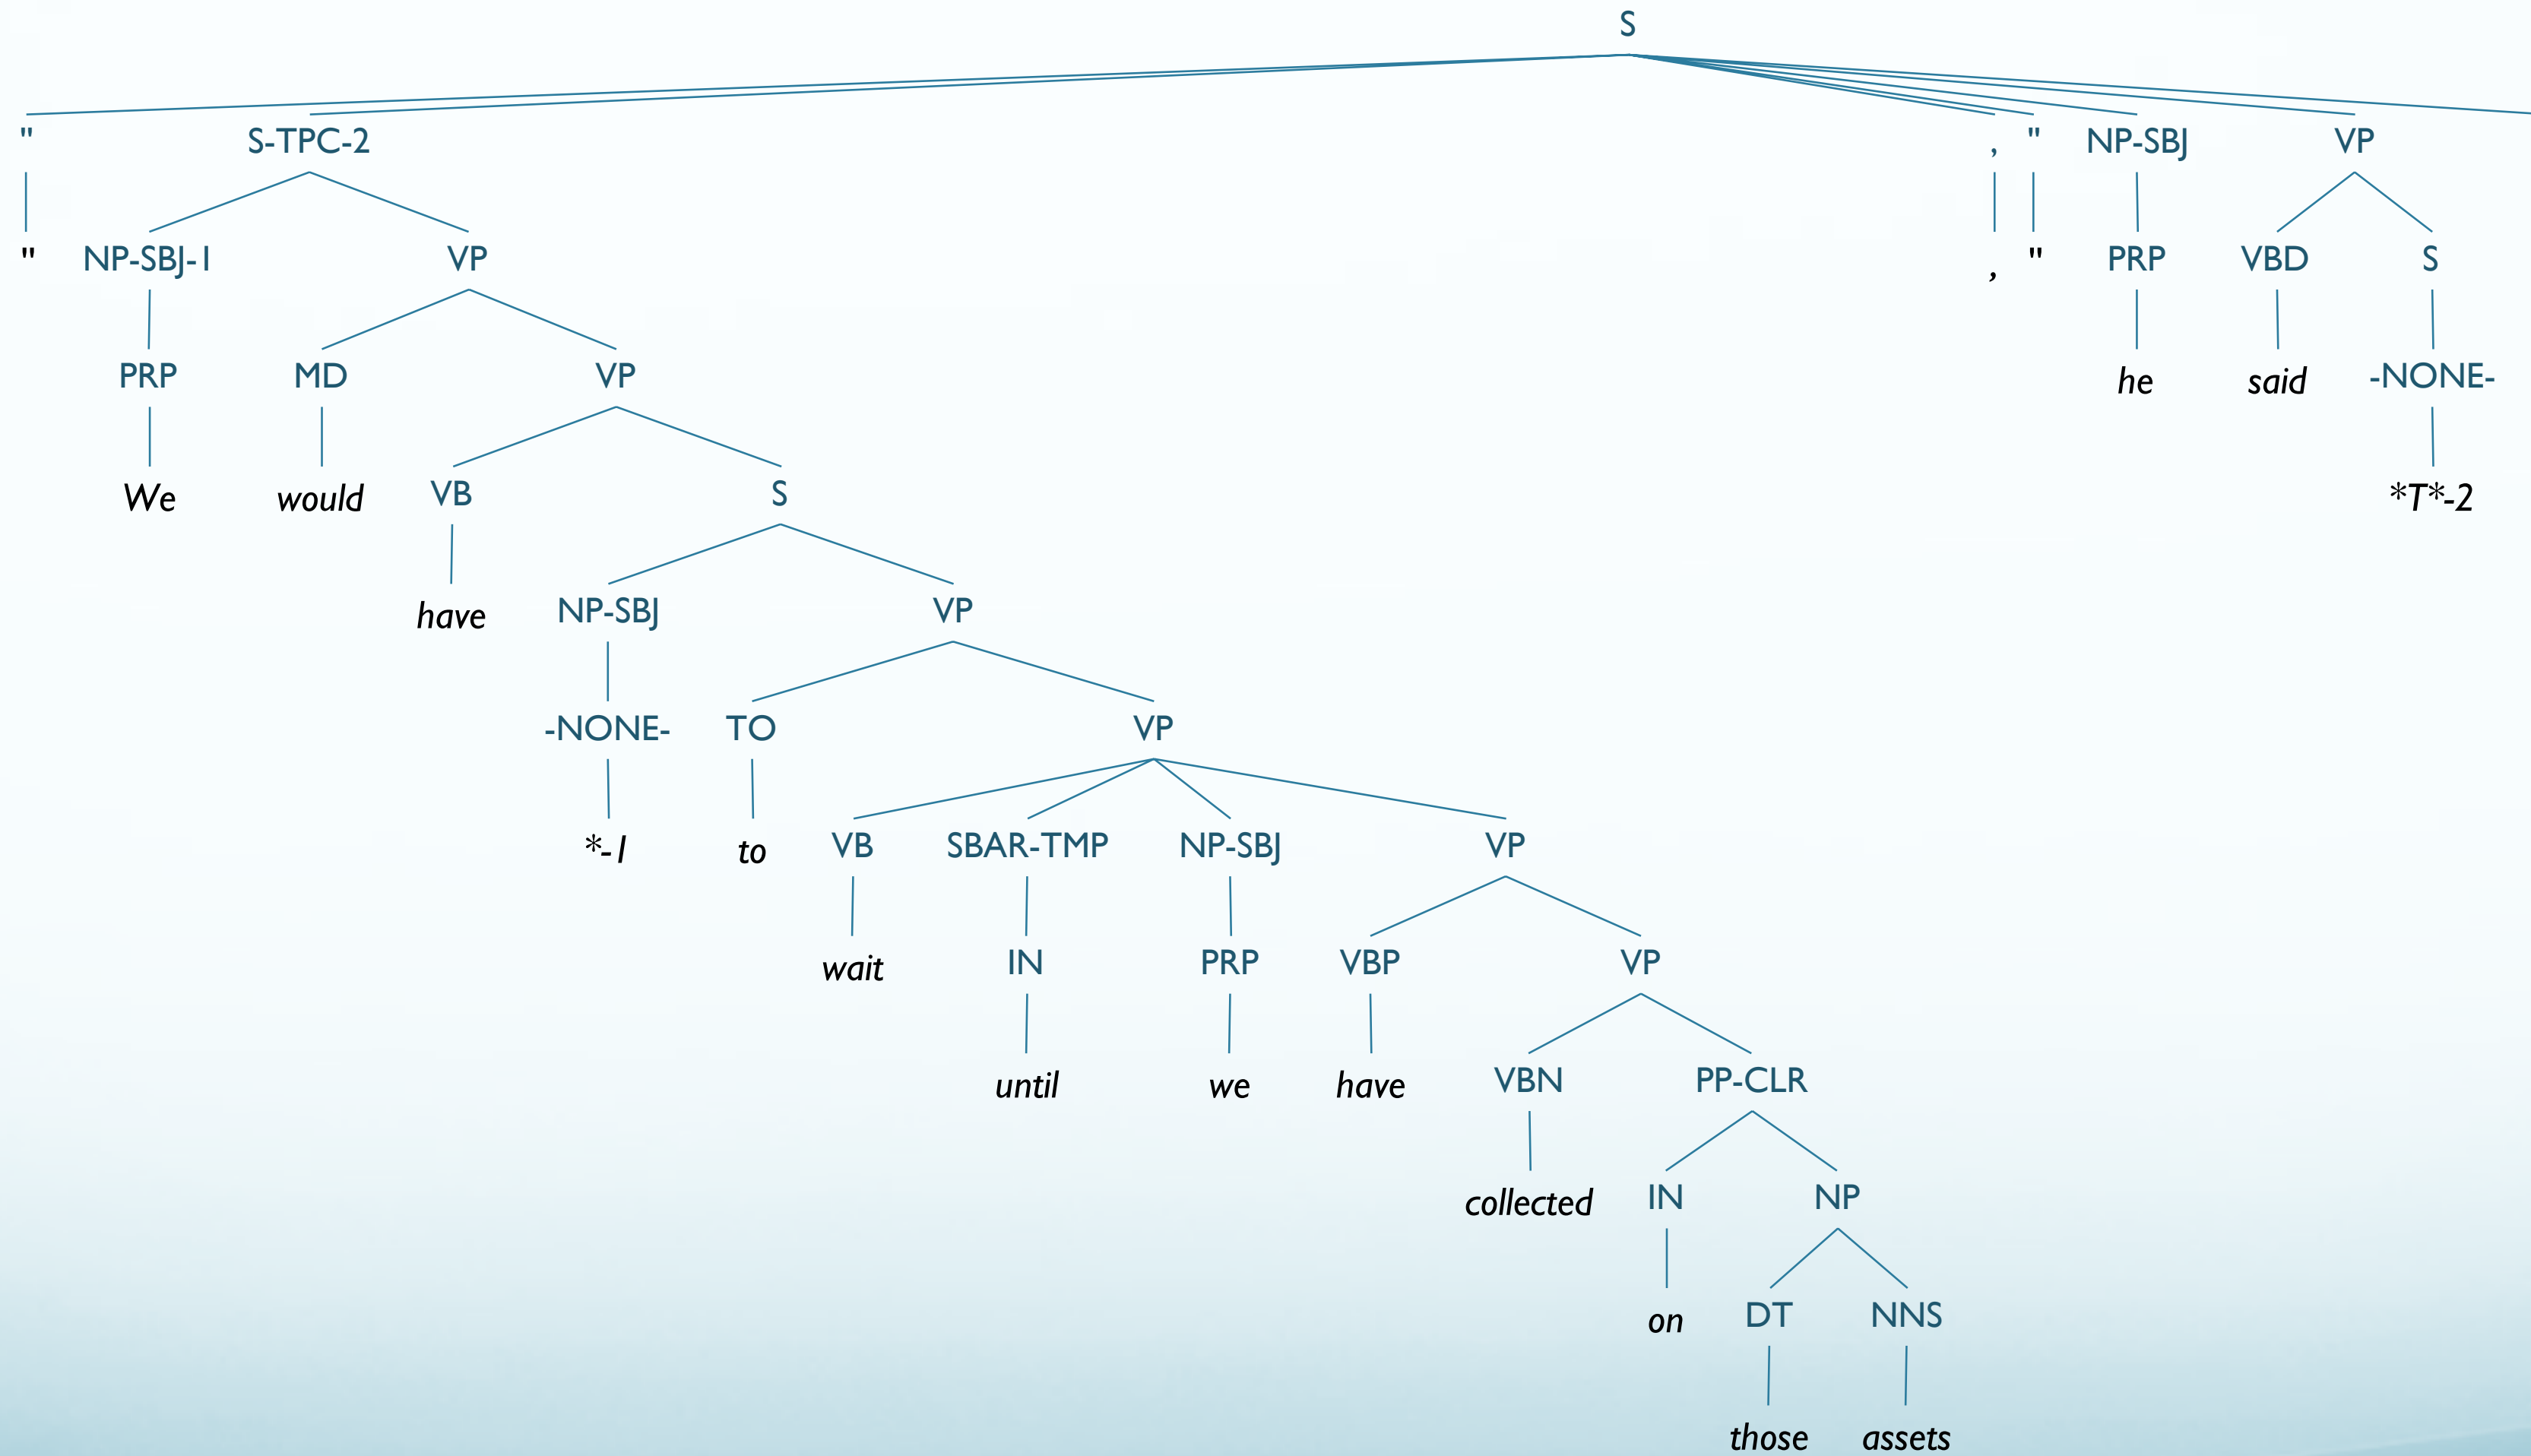 S
" S-TPC-2 , " NP-SBJ VP
" NP-SBJ-1 VP , " PRP VBD S
PRP MD VP he said -NONE-
We would VB S *T*-2
have NP-SBJ VP
-NONE- TO VP
*-1 to VB SBAR-TMP NP-SBJ VP
wait IN PRP VBP VP
until we have VBN PP-CLR
collected IN NP
on DT NNS
those assets